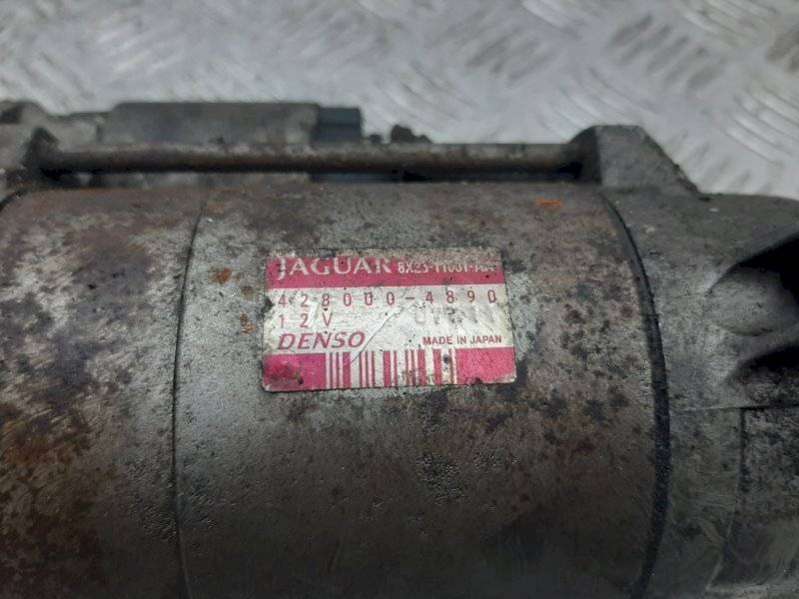 JAGUAR
428000-4890
12V
DENSO MADE IN JAPAN